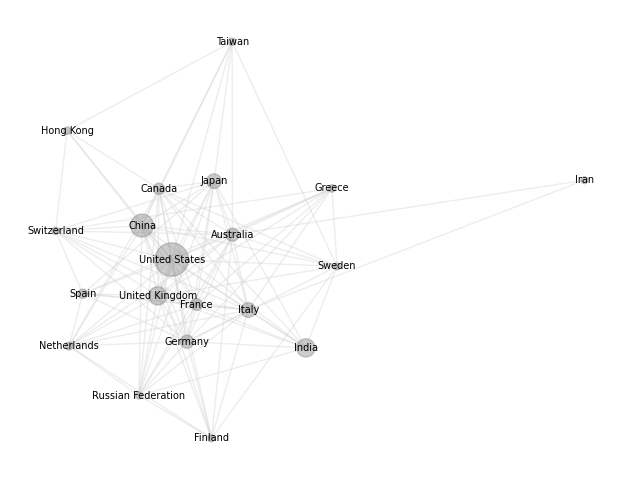 Taiwan
Hong Kong
Iran
Japan
Canada
Greece
China
Switzerland
Australia
United States
Sweden
Spain
United Kingdom
France
Italy
Germany
Netherlands
India
Russian Federation
Finland